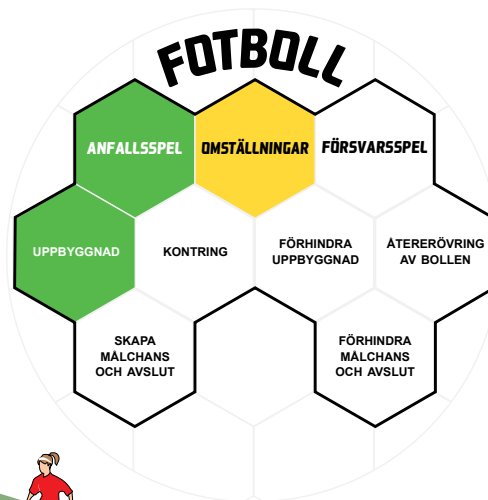 FOTBOLL
ANFALLSSPEL
OMSTÄLLNINGAR
FÖRSVARSSPEL
UPPBYGGNAD
KONTRING
FÖRHINDRA
UPPBYGGNAD
ÅTERERÖVRING
AV BOLLEN
SKAPA
MÅLCHANS
OCH AVSLUT
FÖRHINDRA
MÅLCHANS
OCH AVSLUT